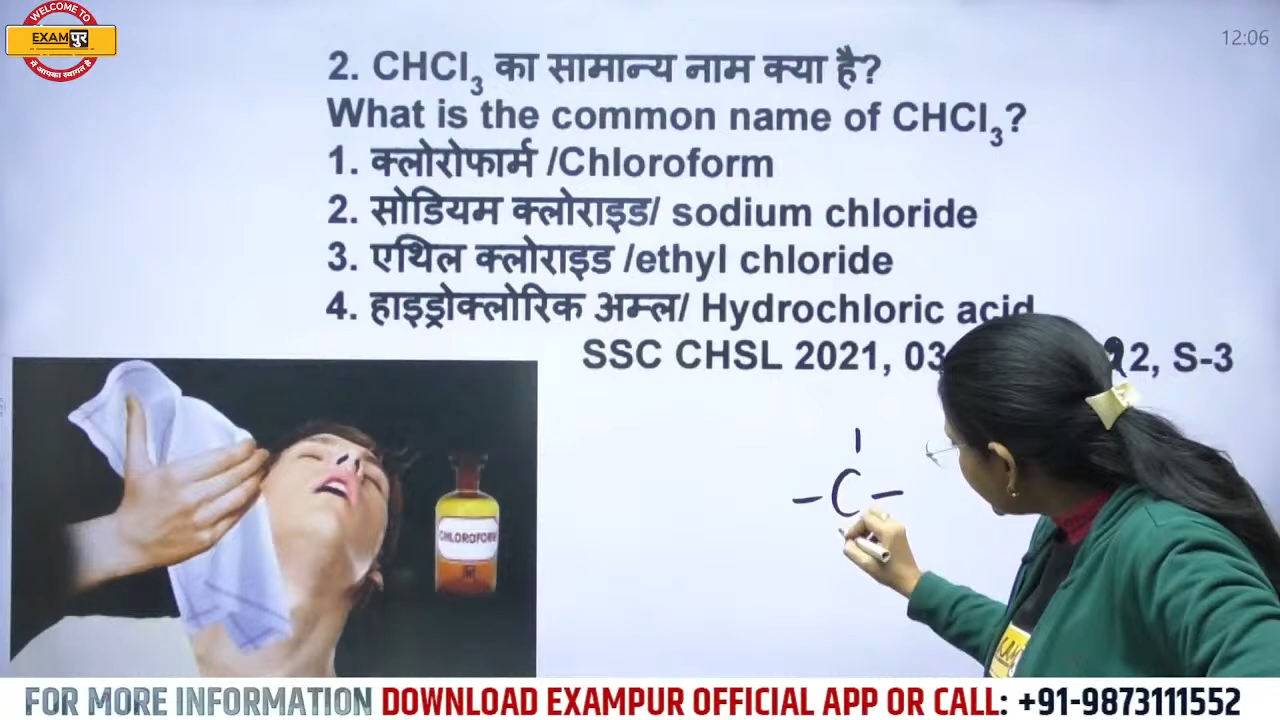 WELCOME TO
EXAMपुर
में आपका स्वागत है
12:06
2. CHCl₃ का सामान्य नाम क्या है?
What is the common name of CHCl₃?
1. क्लोरोफार्म /Chloroform
2. सोडियम क्लोराइड/ sodium chloride
3. एथिल क्लोराइड /ethyl chloride
4. हाइड्रोक्लोरिक अम्ल/ Hydrochloric acid
SSC CHSL 2021, 03 2, S-3
CHLOROFORM
C
FOR MORE INFORMATION DOWNLOAD EXAMPUR OFFICIAL APP OR CALL: +91-9873111552